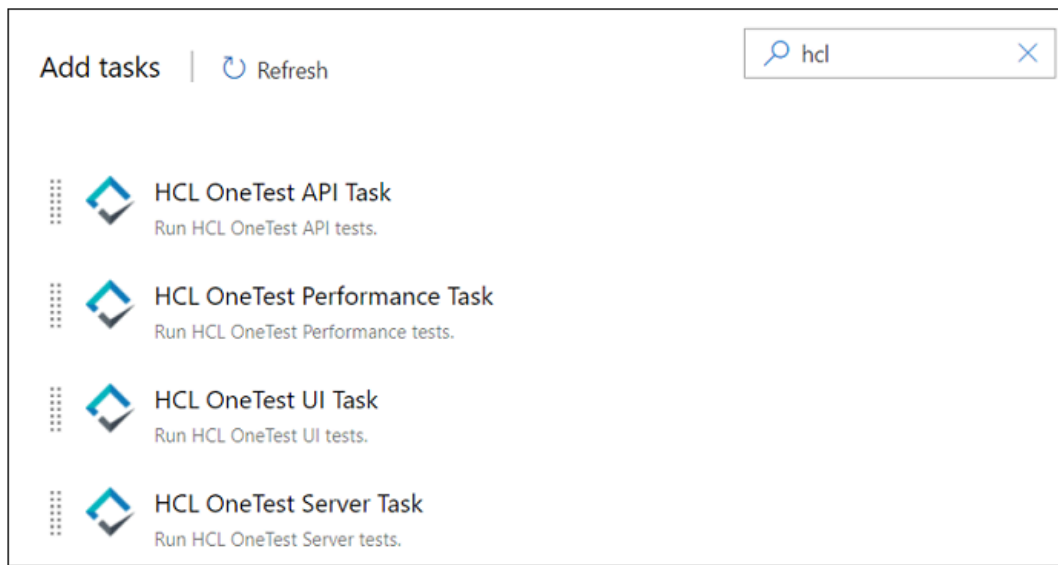 Add tasks
Refresh
hcl
HCL OneTest API Task
Run HCL OneTest API tests.
HCL OneTest Performance Task
Run HCL OneTest Performance tests.
HCL OneTest UI Task
Run HCL OneTest UI tests.
HCL OneTest Server Task
Run HCL OneTest Server tests.